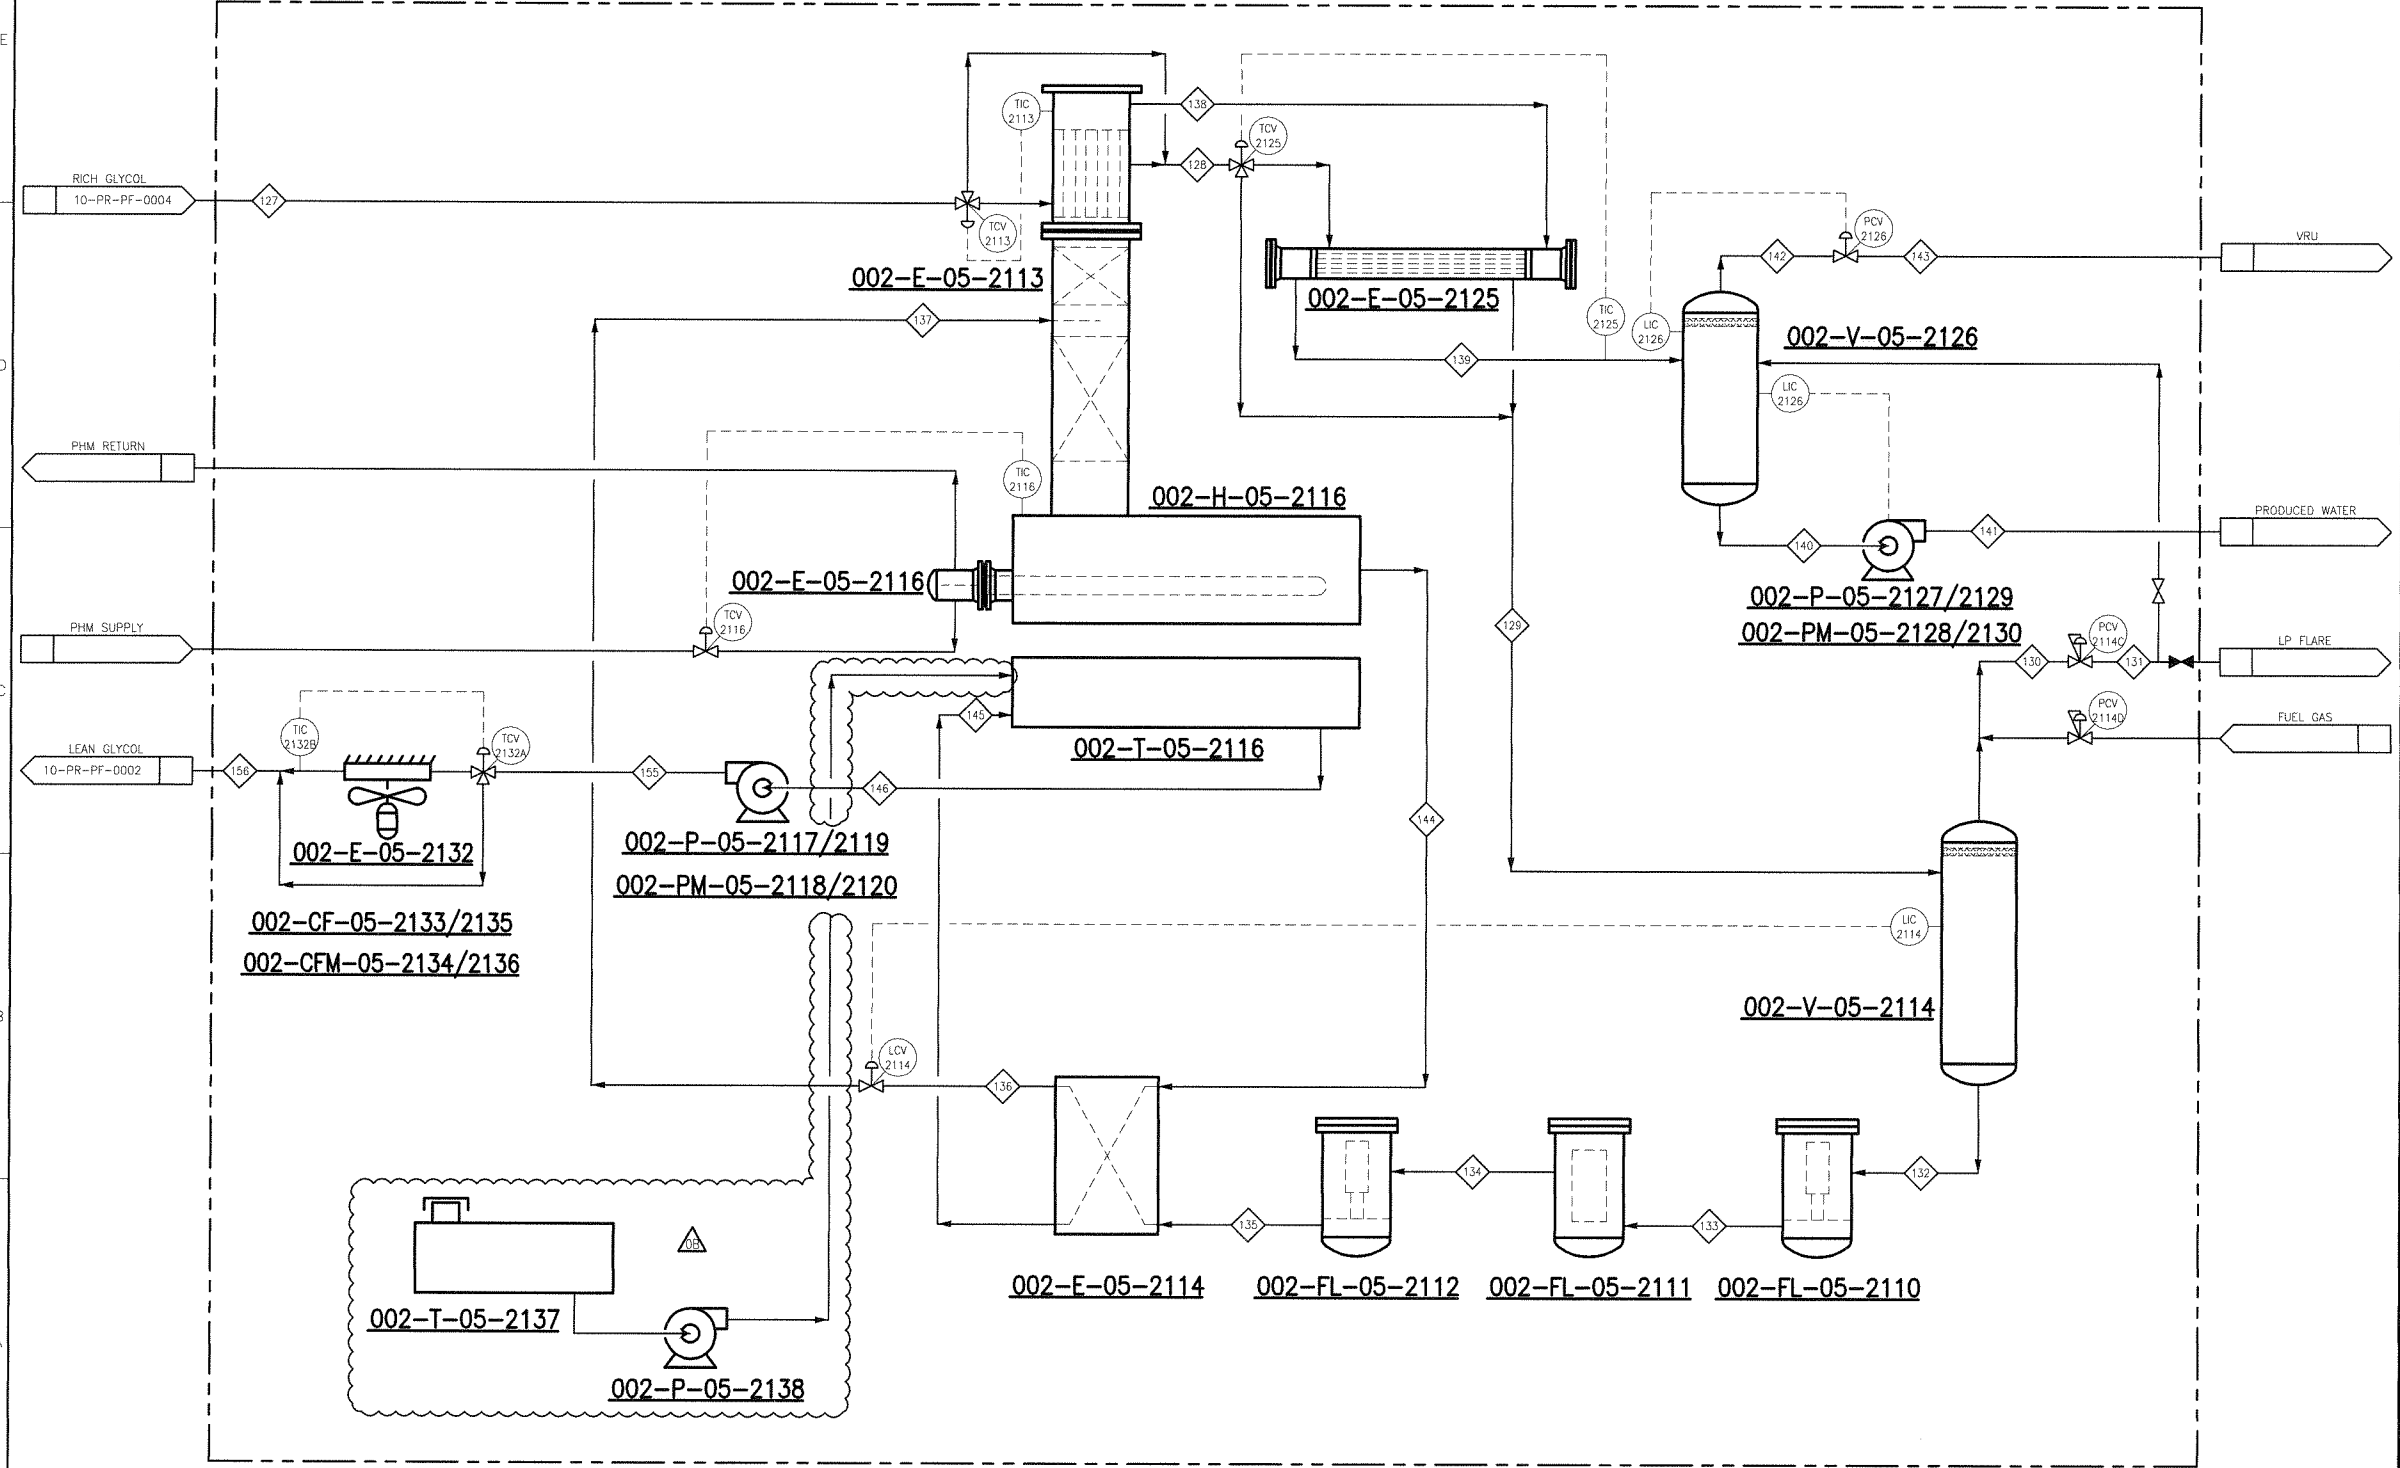 E
TIC
2113
138
TCV
2125
128
RICH GLYCOL
10-PR-PF-0004
127
TCV
2113
PCV
2126
VRU
142
143
002-E-05-2113
002-E-05-2125
137
TIC
2125
LIC
2126
002-V-05-2126
D
139
LIC
2126
PHM RETURN
TIC
2116
002-H-05-2116
PRODUCED WATER
140
141
002-E-05-2116
002-P-05-2127/2129
002-PM-05-2128/2130
PHM SUPPLY
TCV
2116
129
PCV
2114C
LP FLARE
130
131
C
145
PCV
2114D
FUEL GAS
TIC
2132B
TCV
2132A
002-T-05-2116
LEAN GLYCOL
10-PR-PF-0002
156
155
146
144
002-E-05-2132
002-P-05-2117/2119
002-PM-05-2118/2120
002-CF-05-2133/2135
002-CFM-05-2134/2136
LIC
2114
002-V-05-2114
B
LCV
2114
136
134
132
135
133
0B
002-E-05-2114
002-FL-05-2112
002-FL-05-2111
002-FL-05-2110
002-T-05-2137
002-P-05-2138